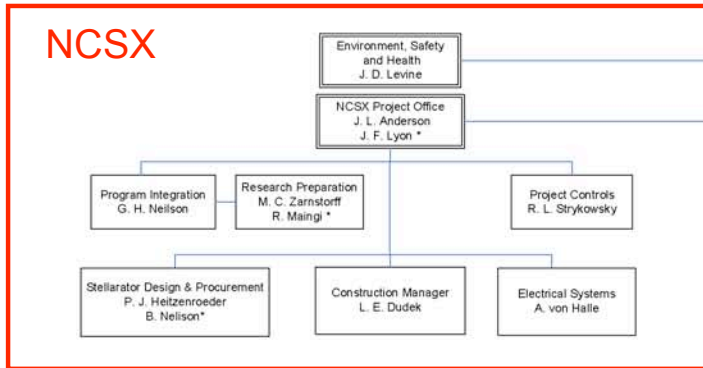 NCSX
Environment, Safety
and Health
J. D. Levine
NCSX Project Office
J. L. Anderson
J. F. Lyon *
Program Integration
G. H. Neilson
Research Preparation
M. C. Zarnstorff
R. Maingi *
Project Controls
R. L. Strykowsky
Stellarator Design & Procurement
P. J. Heitzenroeder
B. Nelison*
Construction Manager
L. E. Dudek
Electrical Systems
A. von Halle